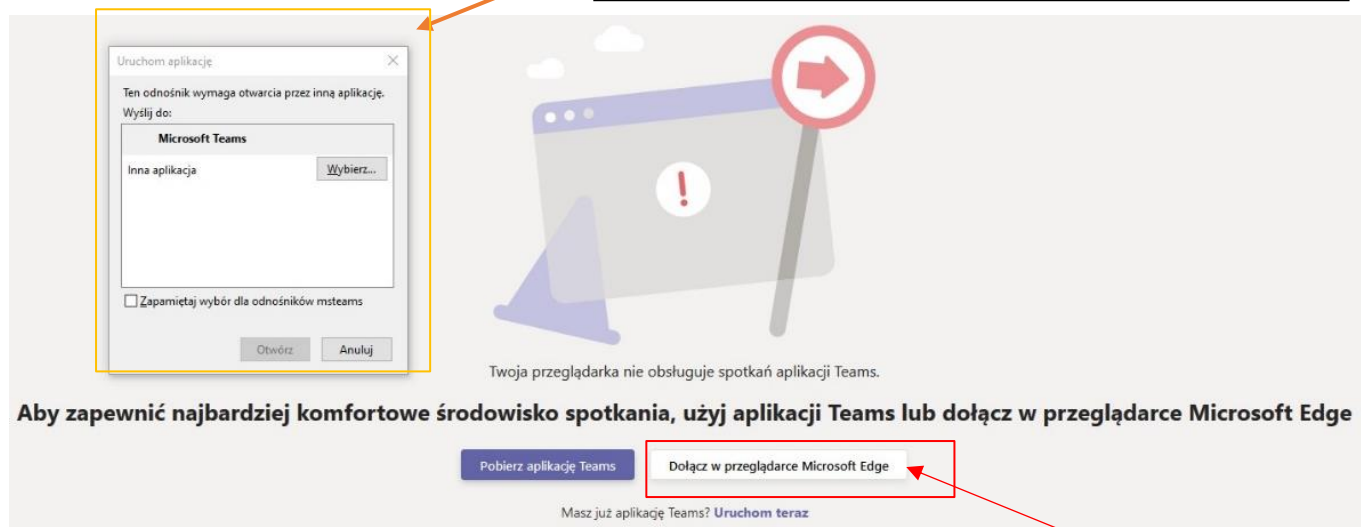 Uruchom aplikację
Ten odnośnik wymaga otwarcia przez inną aplikację.
Wyślij do:
Microsoft Teams
Inna aplikacja
Wybierz...
Zapamiętaj wybór dla odnośników msteams
Otwórz
Anuluj
!
Twoja przeglądarka nie obsługuje spotkań aplikacji Teams.
Aby zapewnić najbardziej komfortowe środowisko spotkania, użyj aplikacji Teams lub dołącz w przeglądarce Microsoft Edge
Pobierz aplikację Teams
Dołącz w przeglądarce Microsoft Edge
Masz już aplikację Teams? Uruchom teraz